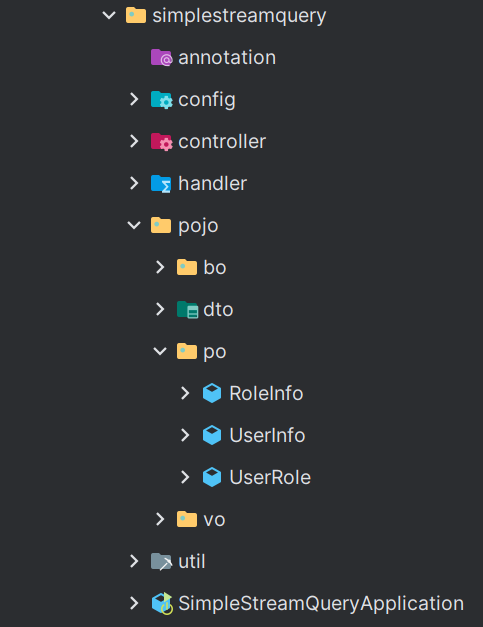 simplestreamquery
annotation
config
controller
handler
pojo
bo
dto
po
RoleInfo
UserInfo
UserRole
vo
util
SimpleStreamQueryApplication